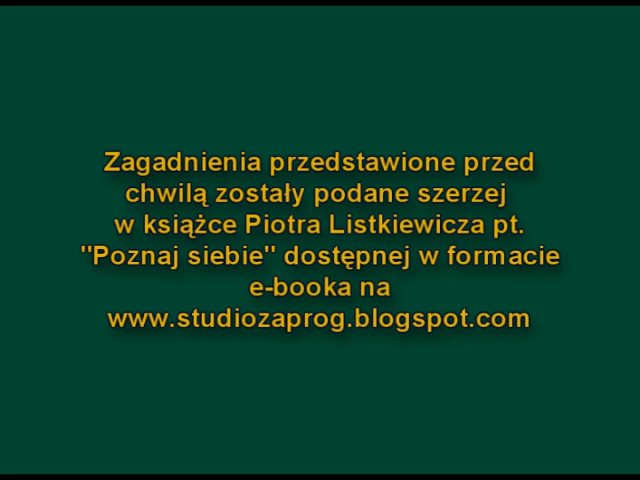 Zagadnienia przedstawione przed
chwilą zostały podane szerzej
w książce Piotra Listkiewicza pt.
"Poznaj siebie" dostępnej w formacie
e-booka na
www.studiozaprog.blogspot.com